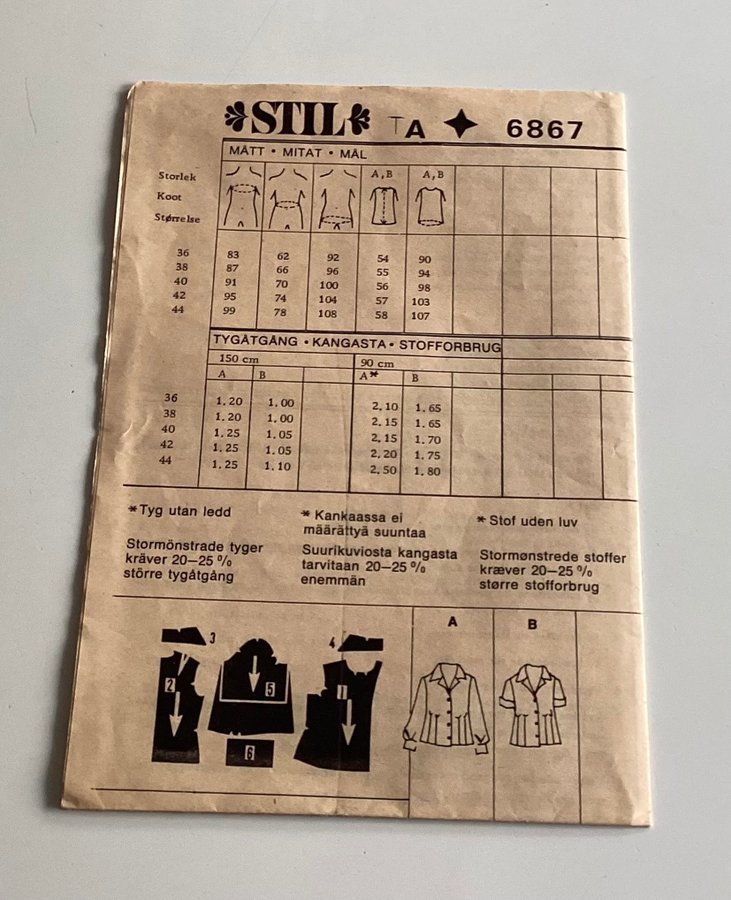 STIL TA 6867
MÅTT • MITAT • MÅL
Storlek
Koot
Størrelse
A, B A, B
36 83 62 92 54 90
38 87 66 96 55 94
40 91 70 100 56 98
42 95 74 104 57 103
44 99 78 108 58 107
TYGÅTGÅNG • KANGASTA • STOFFORBRUG
150 cm 90 cm
A B A* B
36 1,20 1,00 2,10 1,65
38 1,20 1,00 2,15 1,65
40 1,25 1,05 2,15 1,70
42 1,25 1,05 2,20 1,75
44 1,25 1,10 2,50 1,80
* Tyg utan ledd
Stormönstrade tyger
kräver 20–25 %
större tygåtgång
* Kankaassa ei
määrättyä suuntaa
Suurikuviosta kangasta
tarvitaan 20–25 %
enemmän
* Stof uden luv
Stormønstrede stoffer
kræver 20–25 %
større stofforbrug
A B
3 4
2 5 1
6